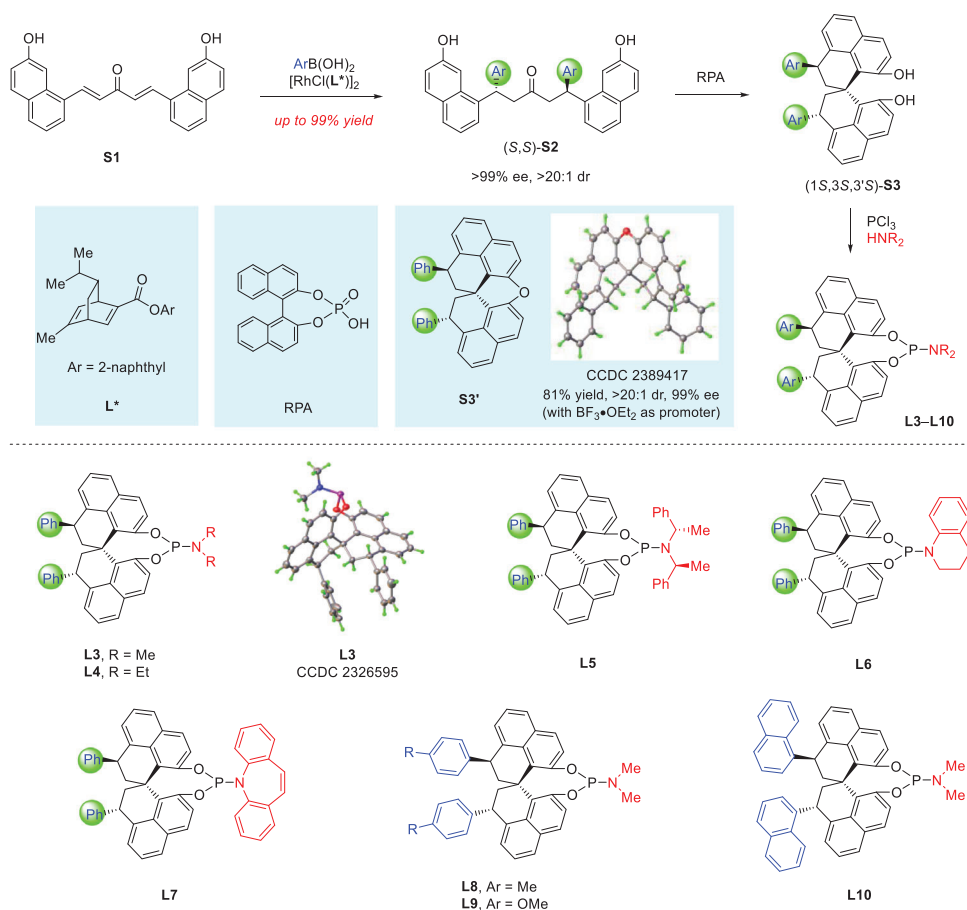 OH
O
OH
S1
ArB(OH)₂
[RhCl(L*)]₂
up to 99% yield
OH
Ar
O
Ar
OH
(S,S)-S2
>99% ee, >20:1 dr
RPA
Ar
OH
OH
Ar
(1S,3S,3'S)-S3
PCl₃
HNR₂
Me
Me
O
OAr
Me
Ar = 2-naphthyl
L*
O
O
P
O
OH
RPA
Ph
O
Ph
S3'
CCDC 2389417
81% yield, >20:1 dr, 99% ee
(with BF₃•OEt₂ as promoter)
Ar
O
P
NR₂
O
Ar
L3–L10
Ph
O
P
N
R
R
O
Ph
L3, R = Me
L4, R = Et
L3
CCDC 2326595
Ph
O
P
N
O
Ph
Ph
Me
Me
Ph
L5
Ph
O
P
N
O
Ph
L6
Ph
O
P
N
O
Ph
L7
R
R
O
P
N
Me
Me
O
L8, Ar = Me
L9, Ar = OMe
O
P
N
Me
Me
O
L10